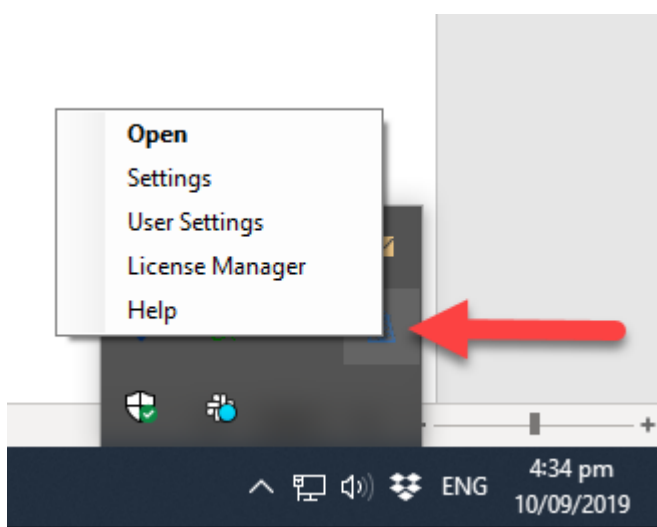 Open
Settings
User Settings
License Manager
Help
ENG
4:34 pm
10/09/2019